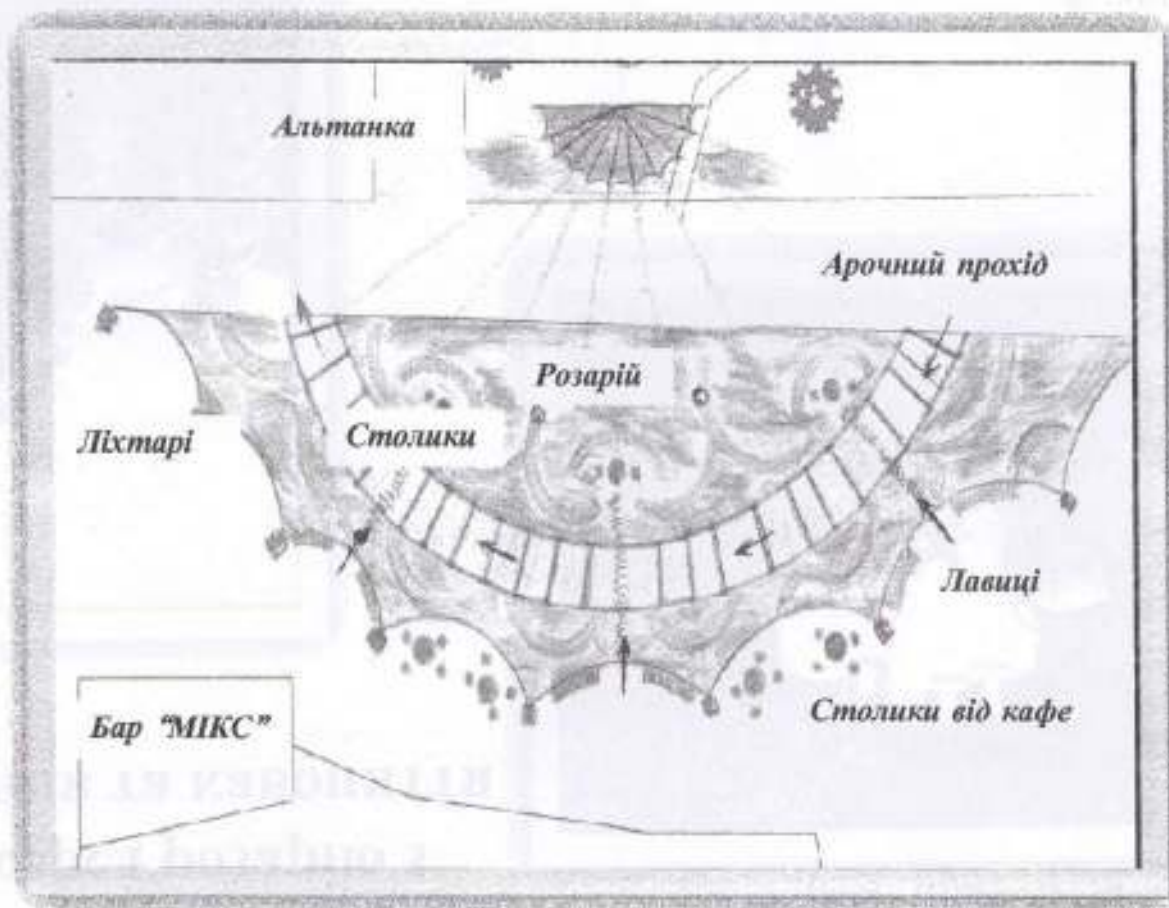 Альтанка
Арочний прохід
Розарій
Столики
Ліхтарі
Лавиці
Столики від кафе
Бар "МІКС"